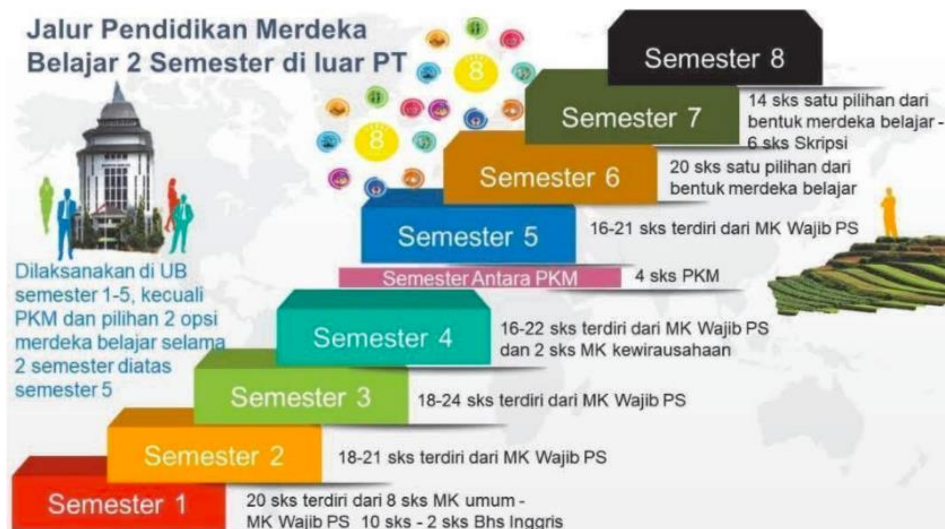 Jalur Pendidikan Merdeka
Belajar 2 Semester di luar PT
8
8
Semester 8
Semester 7
14 sks satu pilihan dari
bentuk merdeka belajar -
6 sks Skripsi
Semester 6
20 sks satu pilihan dari
bentuk merdeka belajar
Semester 5
16-21 sks terdiri dari MK Wajib PS
Semester Antara PKM
4 sks PKM
Dilaksanakan di UB
semester 1-5, kecuali
PKM dan pilihan 2 opsi
merdeka belajar selama
2 semester diatas
semester 5
Semester 4
16-22 sks terdiri dari MK Wajib PS
dan 2 sks MK kewirausahaan
Semester 3
18-24 sks terdiri dari MK Wajib PS
Semester 2
18-21 sks terdiri dari MK Wajib PS
Semester 1
20 sks terdiri dari 8 sks MK umum -
MK Wajib PS 10 sks - 2 sks Bhs Inggris